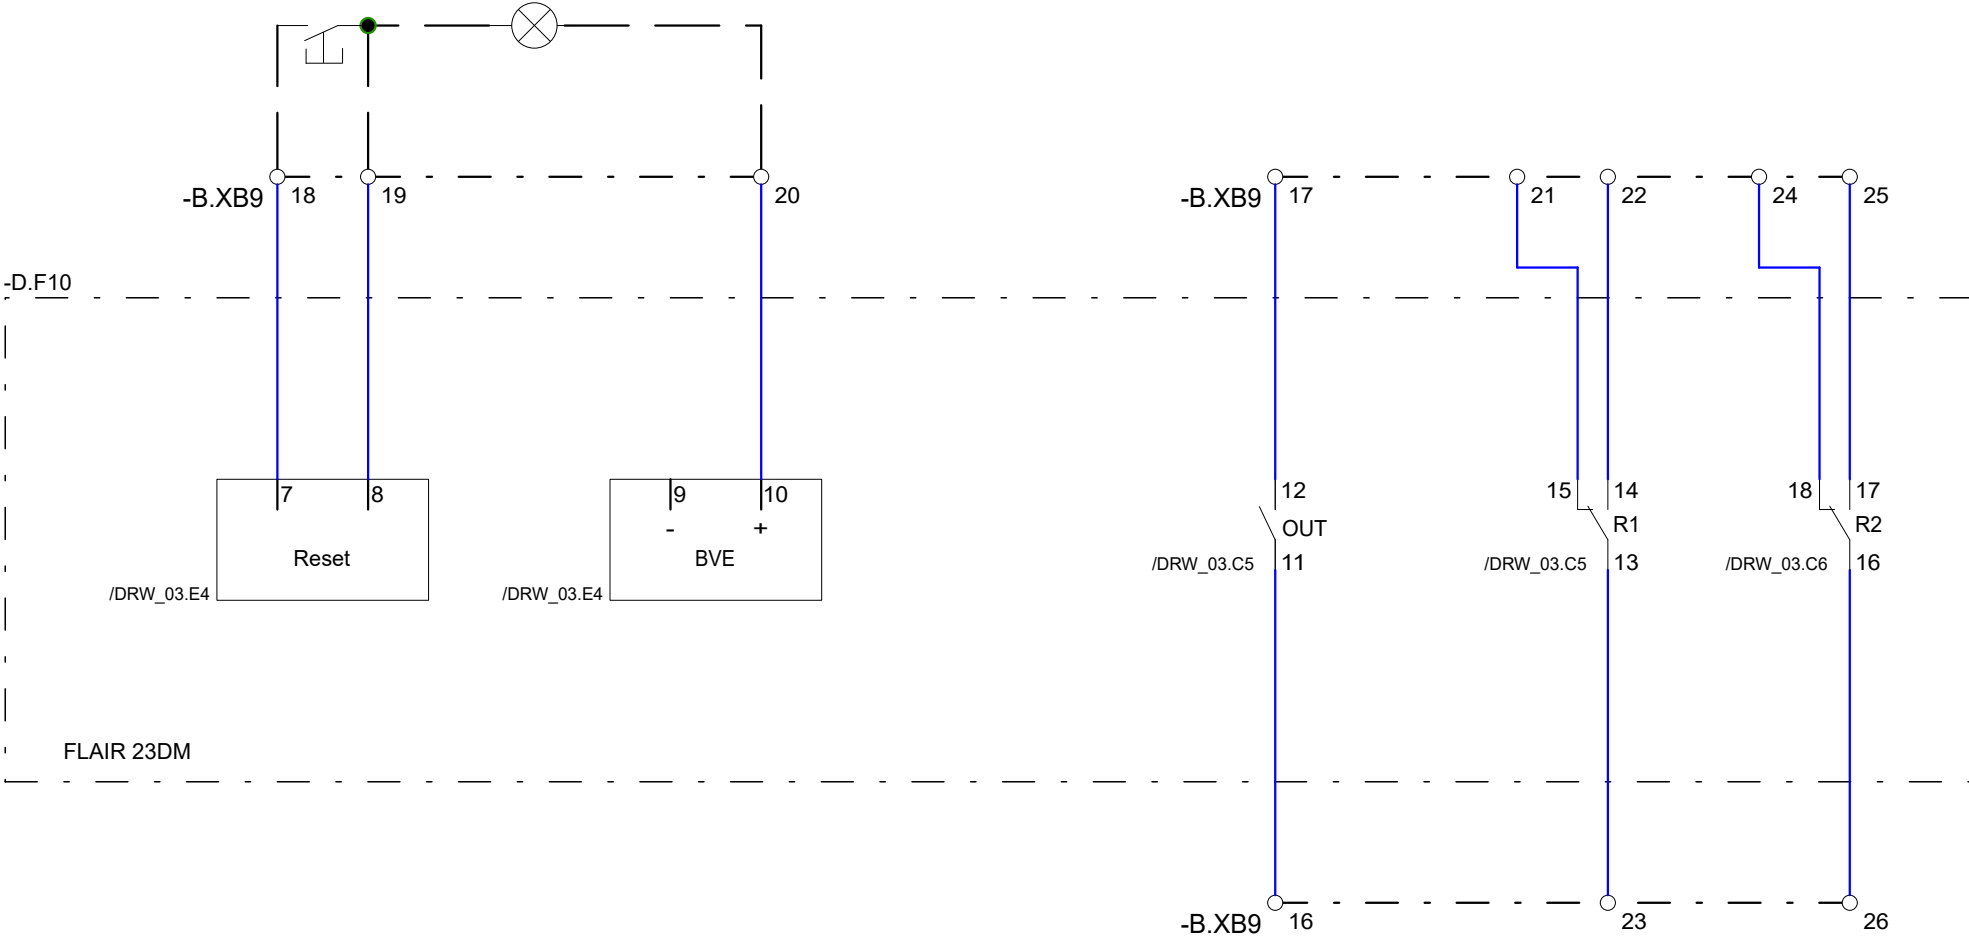 -B.XB9 18 19 20 -B.XB9 17 21 22 24 25
-D.F10
7 8 9 10 12 15 14 18 17
- + OUT R1 R2
Reset BVE /DRW_03.C5 11 /DRW_03.C5 13 /DRW_03.C6 16
/DRW_03.E4 /DRW_03.E4
FLAIR 23DM
-B.XB9 16 23 26